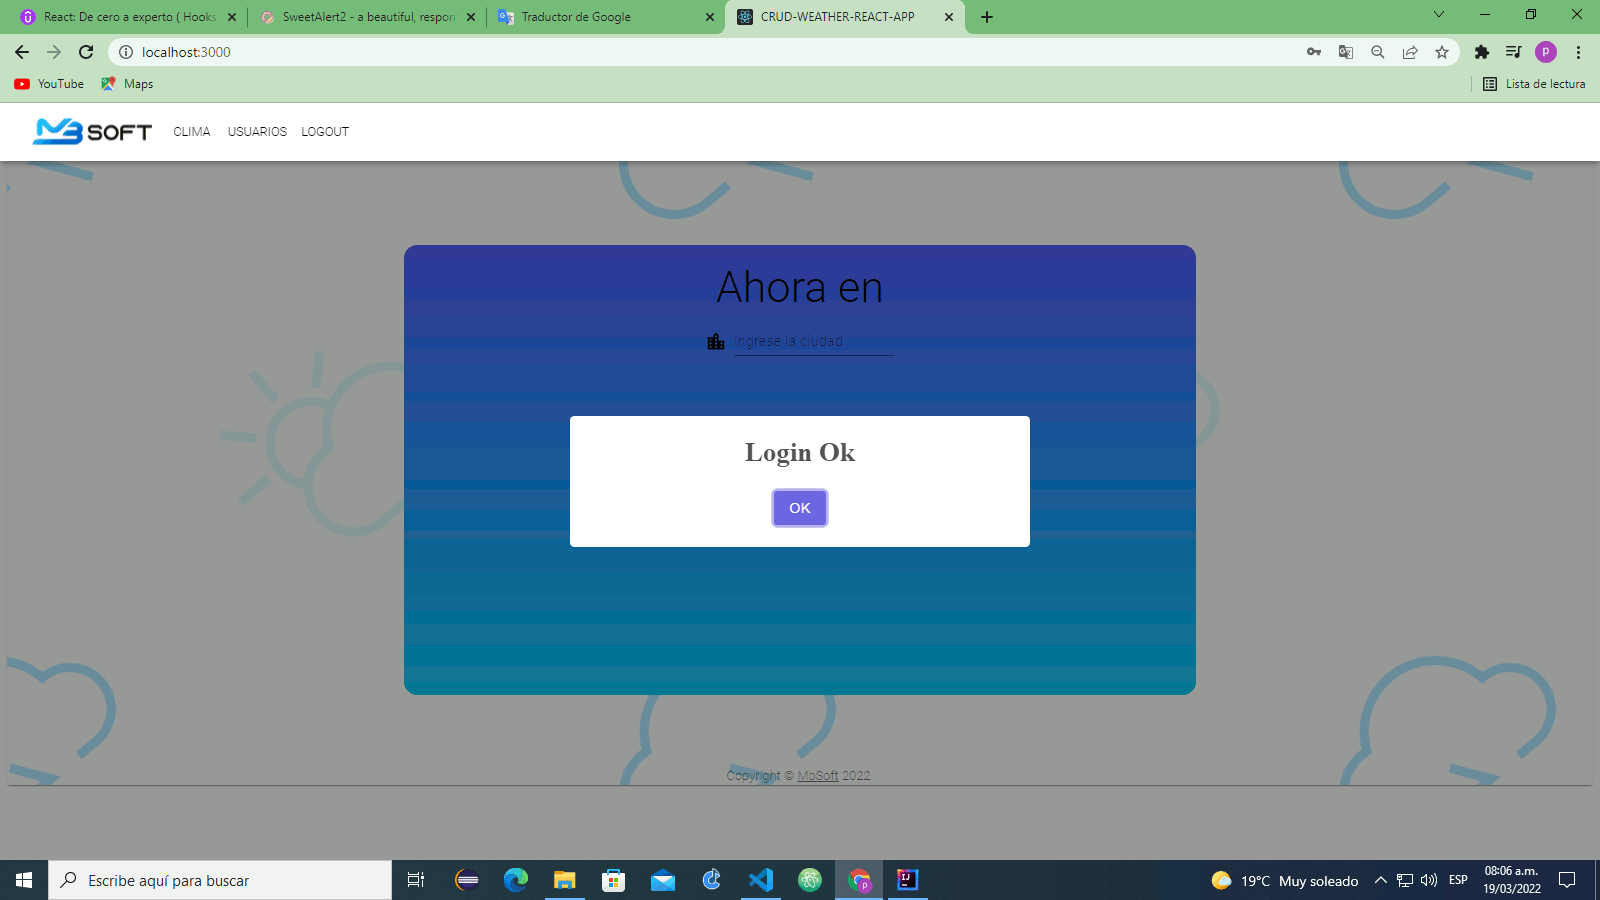 React: De cero a experto ( Hooks
SweetAlert2 - a beautiful, respon
Traductor de Google
CRUD-WEATHER-REACT-APP
localhost:3000
P
YouTube
Maps
Lista de lectura
MB SOFT
CLIMA
USUARIOS
LOGOUT
Ahora en
Ingrese la ciudad
Login Ok
OK
Copyright © MbSoft 2022.
Escribe aquí para buscar
19°C Muy soleado
ESP
08:06 a.m.
19/03/2022